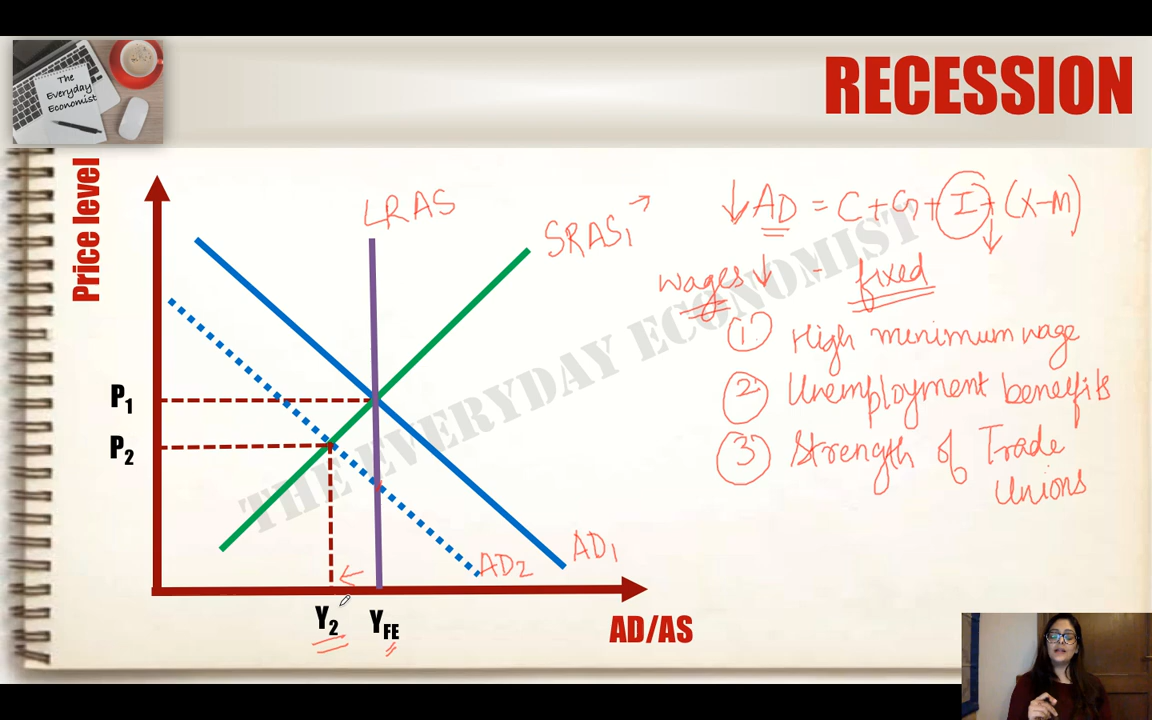 The
Everyday
Economist
RECESSION
Price level
LRAS
SRAS₁
↓AD = C + G + I + (X-M)
wages ↓ - fixed
① High minimum wage
② Unemployment benefits
③ Strength of Trade
Unions
THE EVERYDAY ECONOMIST
P₁
P₂
AD₁
AD₂
Y₂
Y_FE
AD/AS